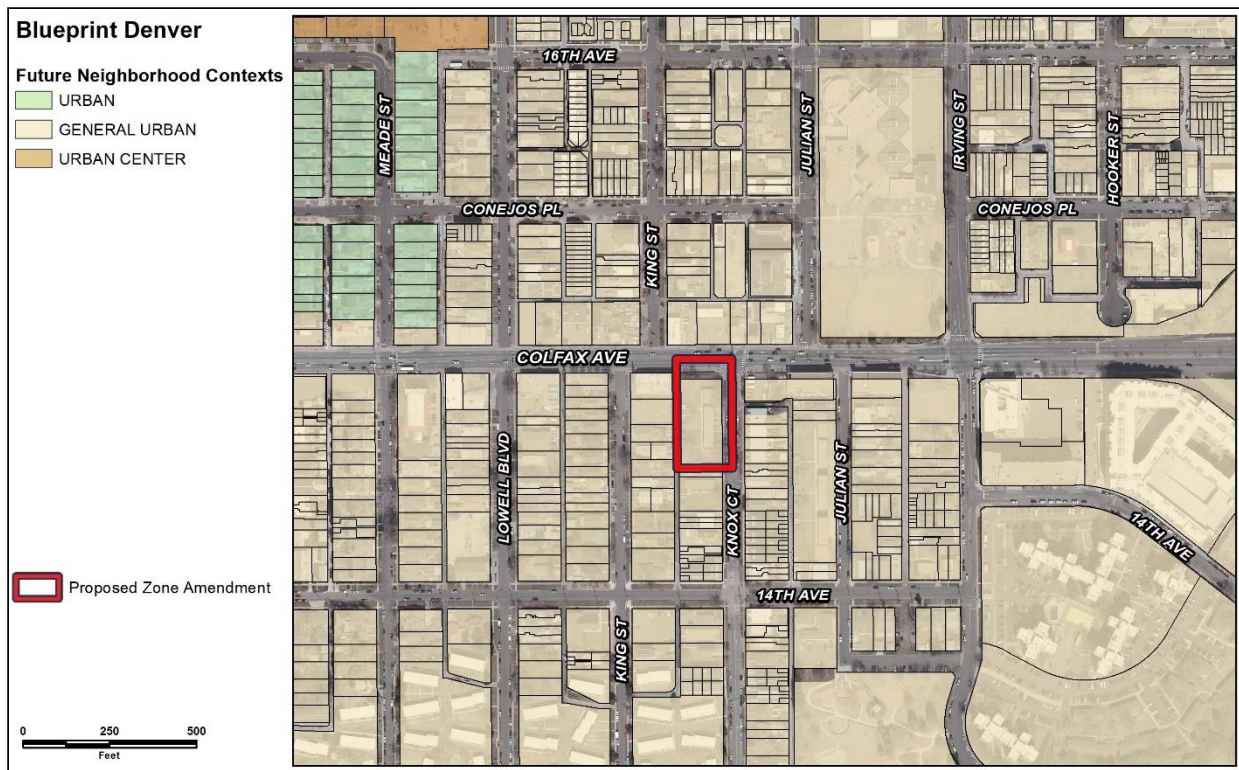 Blueprint Denver
Future Neighborhood Contexts
URBAN
GENERAL URBAN
URBAN CENTER
Proposed Zone Amendment
0 250 500
Feet
16TH AVE
MEADE ST
JULIAN ST
IRVING ST
HOOKER ST
CONEJOS PL
CONEJOS PL
KING ST
COLFAX AVE
LOWELL BLVD
KNOX CT
JULIAN ST
14TH AVE
14TH AVE
KING ST